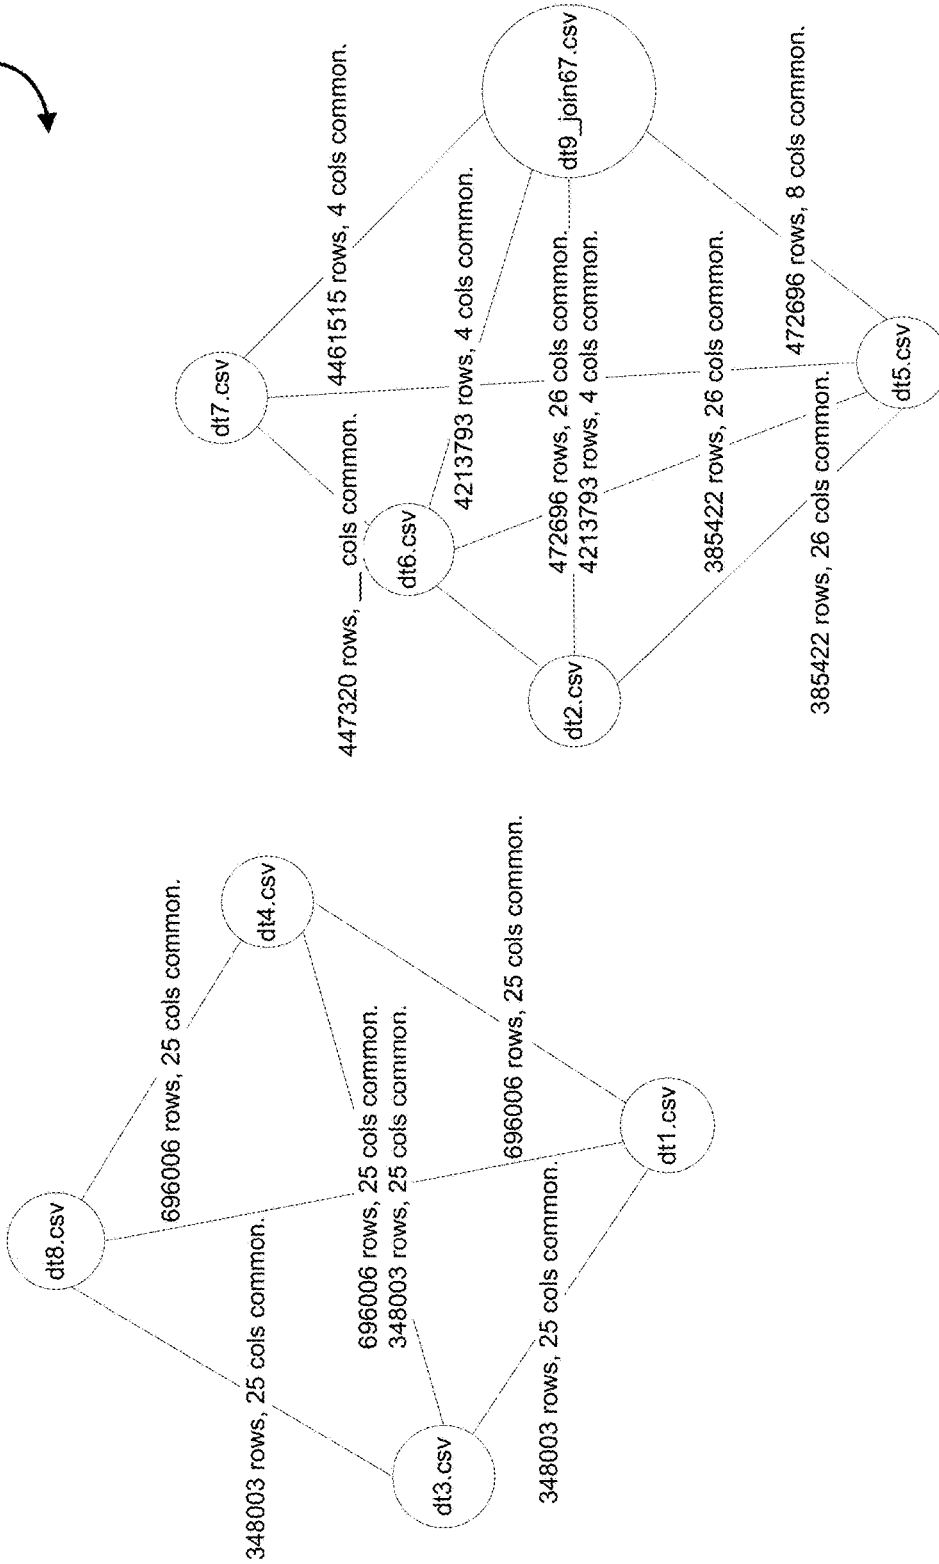 dt8.csv
696006 rows, 25 cols common.
348003 rows, 25 cols common.
dt4.csv
696006 rows, 25 cols common.
348003 rows, 25 cols common.
dt3.csv
696006 rows, 25 cols common.
348003 rows, 25 cols common.
dt1.csv
dt7.csv
4461515 rows, 4 cols common.
447320 rows, __ cols common.
dt6.csv
4213793 rows, 4 cols common.
472696 rows, 26 cols common.
4213793 rows, 4 cols common.
dt9_join67.csv
dt2.csv
385422 rows, 26 cols common.
472696 rows, 8 cols common.
385422 rows, 26 cols common.
dt5.csv